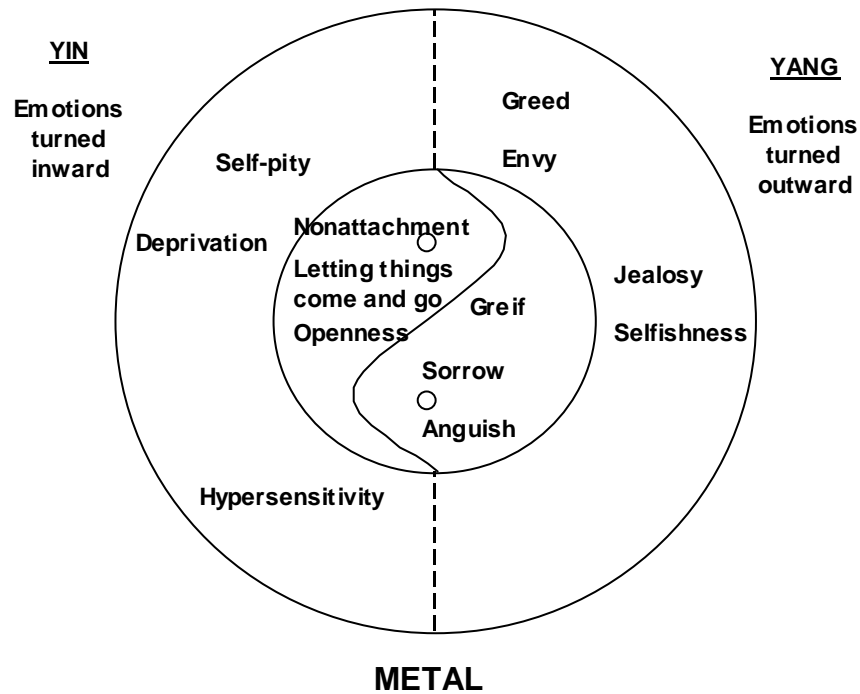 YIN
Emotions
turned
inward
YANG
Emotions
turned
outward
Greed
Envy
Self-pity
Deprivation
Nonattachment
Letting things
come and go
Openness
Greif
Sorrow
Anguish
Jealosy
Selfishness
Hypersensitivity
METAL